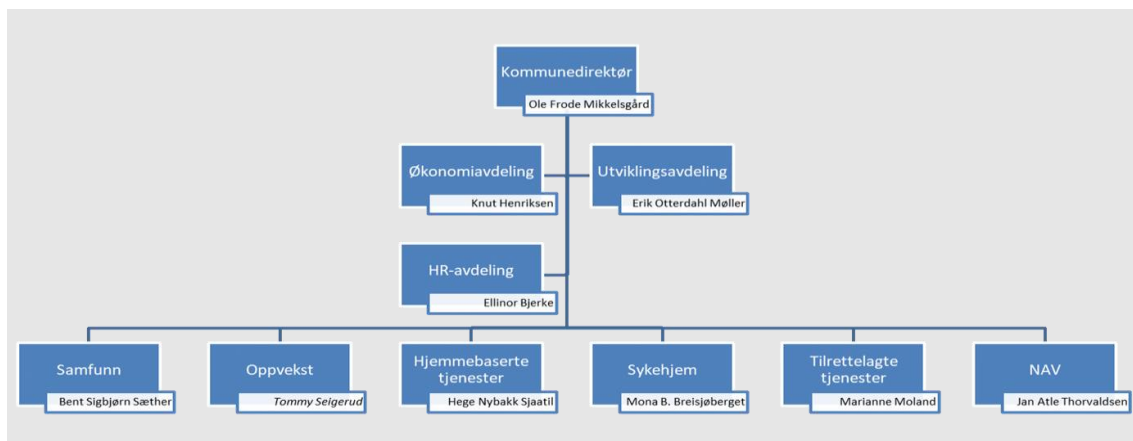 Kommunedirektør
Ole Frode Mikkelsgård
Økonomiavdeling
Knut Henriksen
Utviklingsavdeling
Erik Otterdahl Møller
HR-avdeling
Ellinor Bjerke
Samfunn
Bent Sigbjørn Sæther
Oppvekst
Tommy Seigerud
Hjemmebaserte
tjenester
Hege Nybakk Sjaatil
Sykehjem
Mona B. Breisjøberget
Tilrettelagte
tjenester
Marianne Moland
NAV
Jan Atle Thorvaldsen